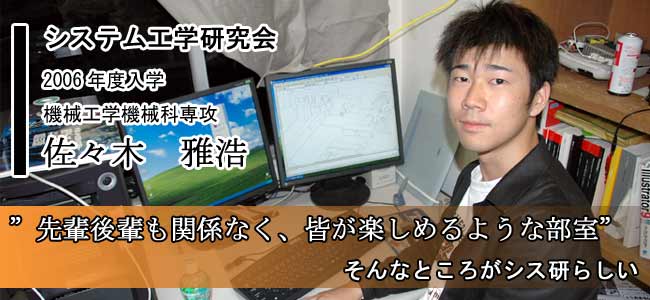 システム工学研究会
2006年度入学
機械工学機械科専攻
佐々木　雅浩
”先輩後輩も関係なく、皆が楽しめるような部室”
そんなところがシス研らしい
Illustrator 9